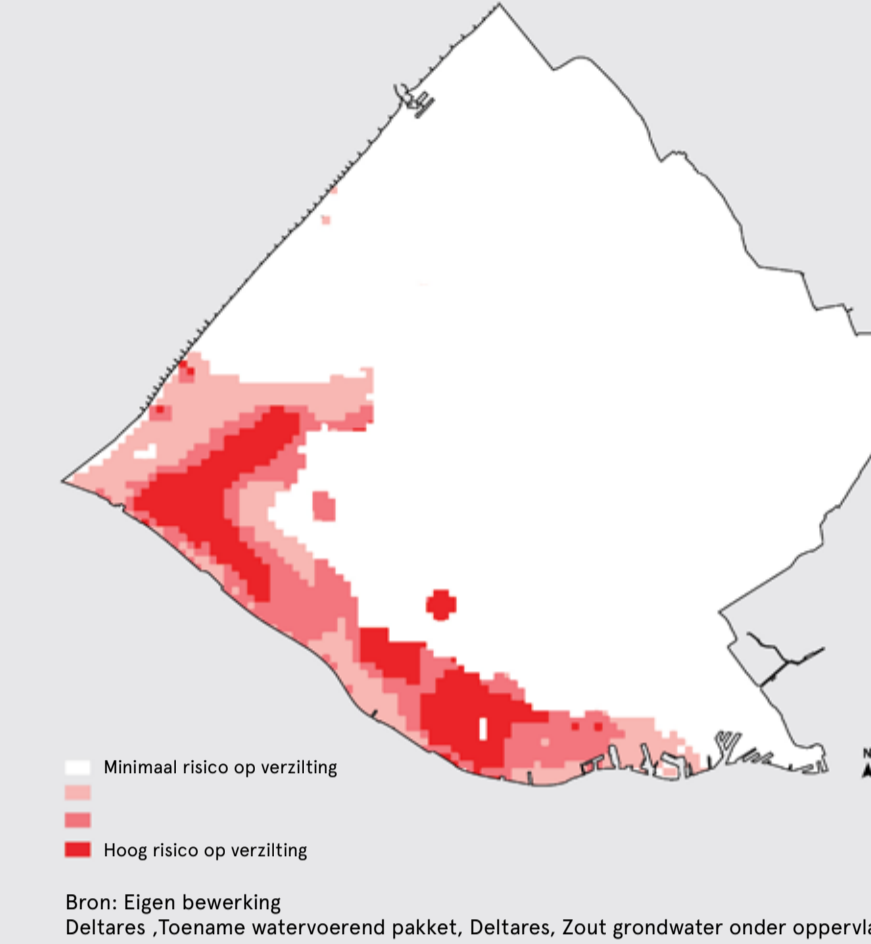 N
Minimaal risico op verzilting
Hoog risico op verzilting
Bron: Eigen bewerking
Deltares ,Toename watervoerend pakket, Deltares, Zout grondwater onder